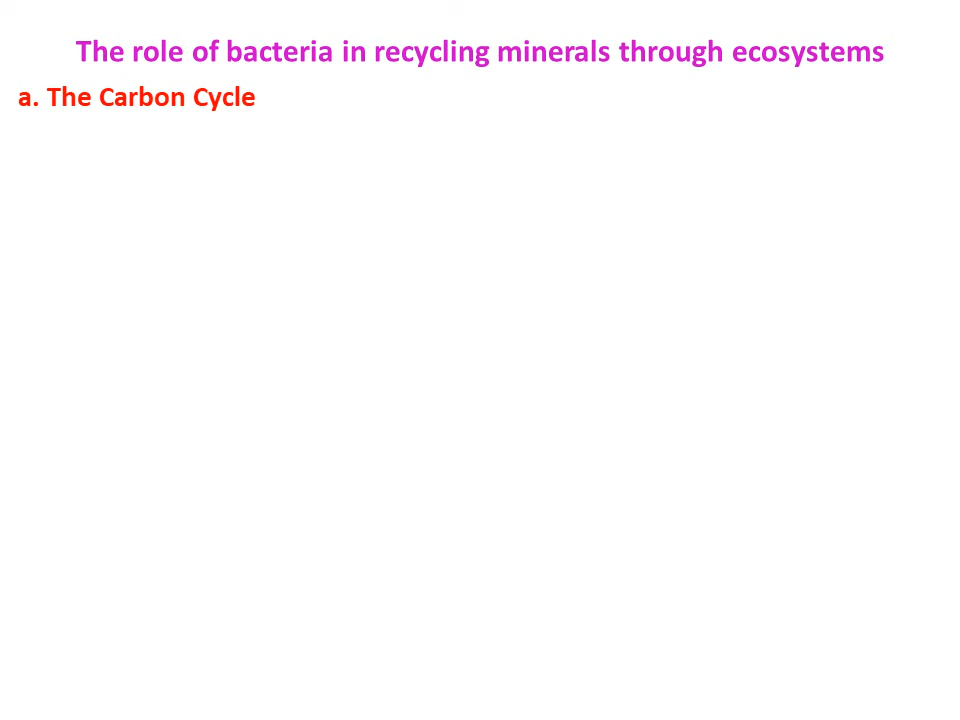 The role of bacteria in recycling minerals through ecosystems
a. The Carbon Cycle